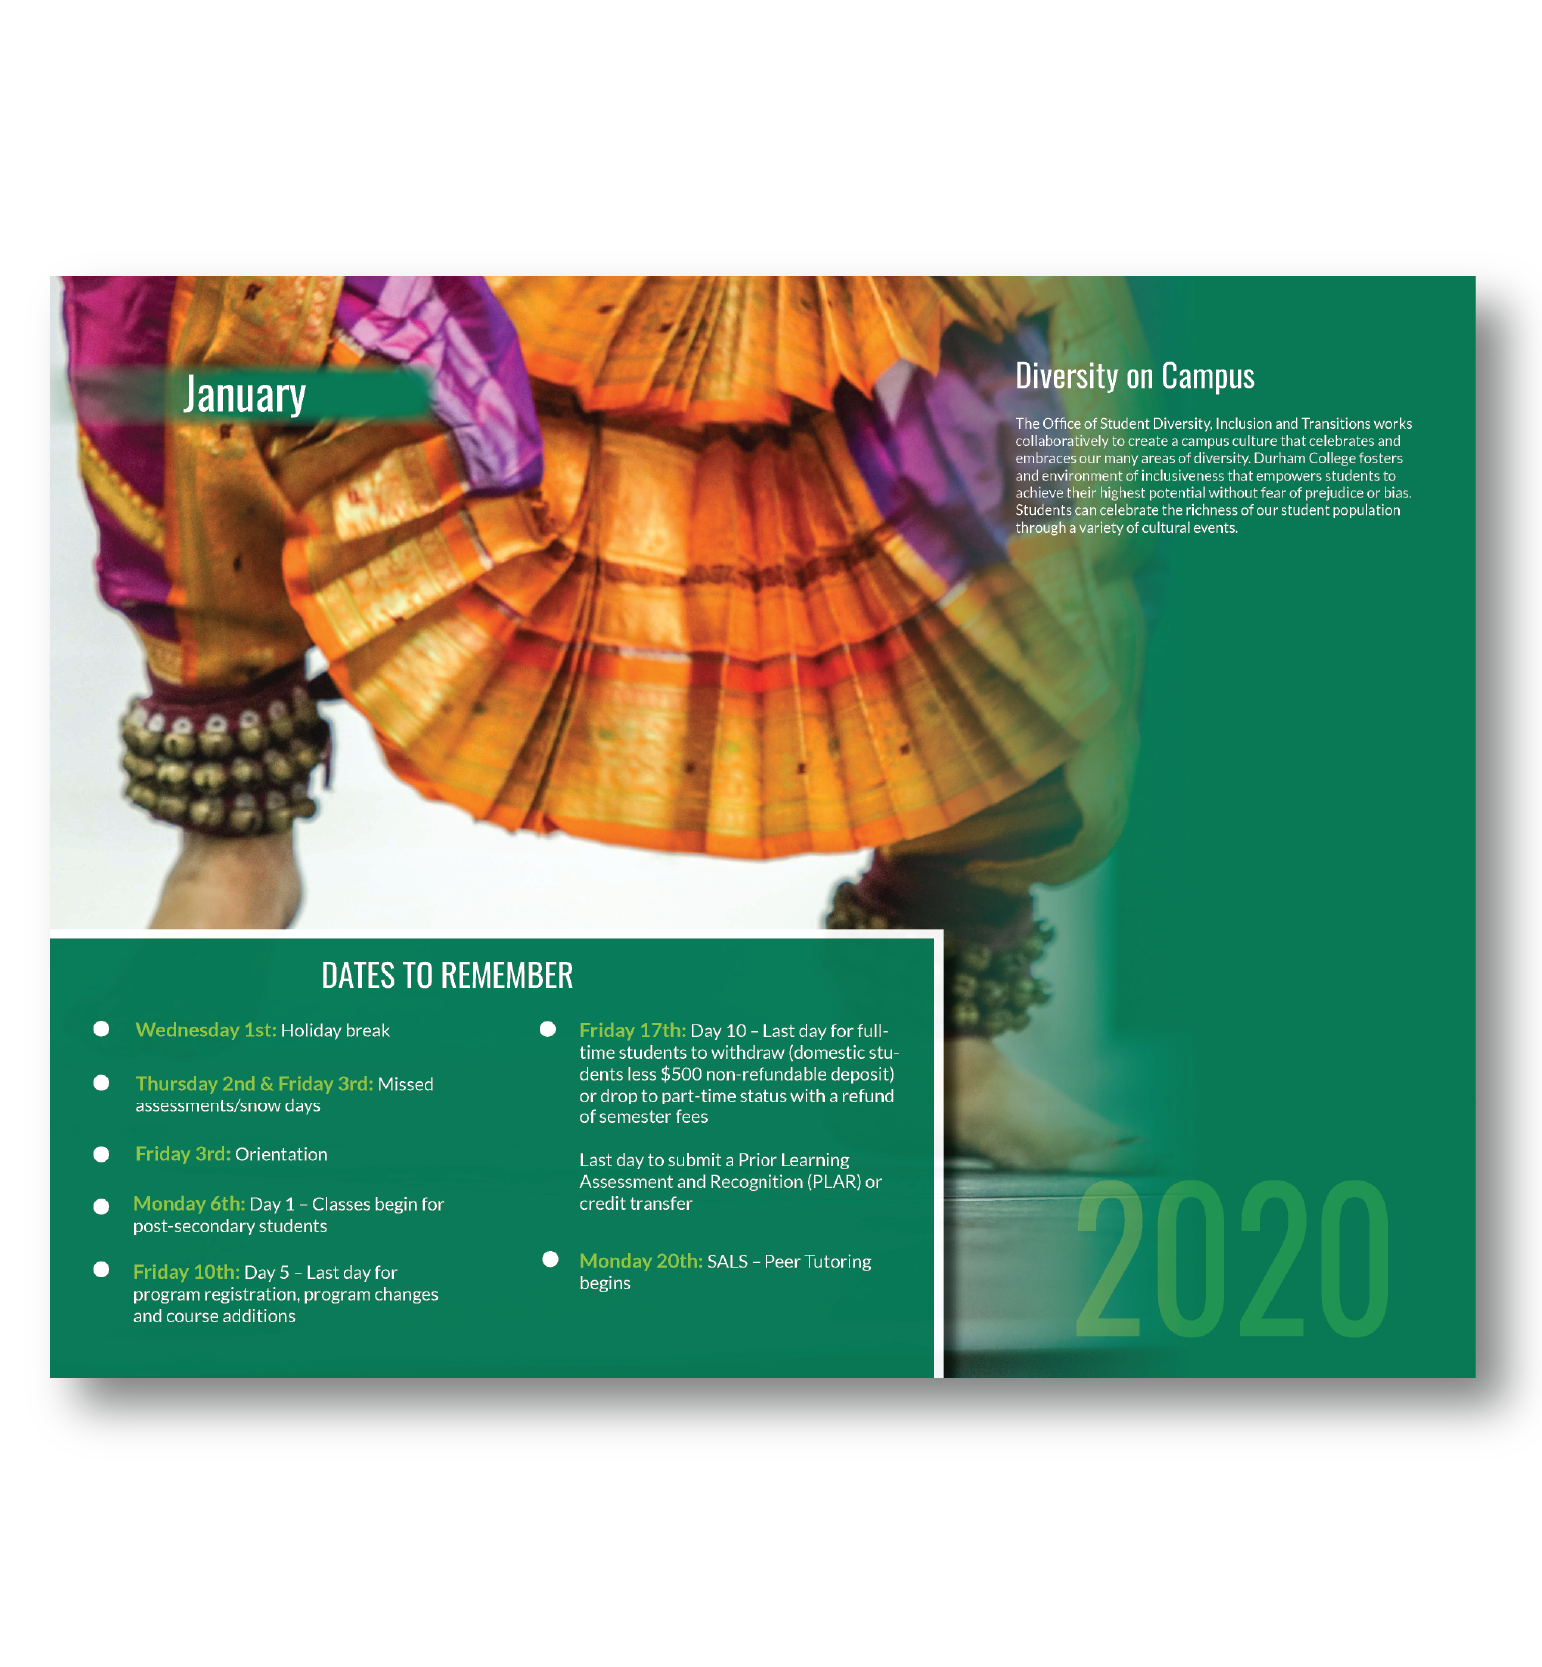 January
Diversity on Campus
The Office of Student Diversity, Inclusion and Transitions works
collaboratively to create a campus culture that celebrates and
embraces our many areas of diversity. Durham College fosters
and environment of inclusiveness that empowers students to
achieve their highest potential without fear of prejudice or bias.
Students can celebrate the richness of our student population
through a variety of cultural events.
DATES TO REMEMBER
Wednesday 1st: Holiday break
Thursday 2nd & Friday 3rd: Missed
assessments/snow days
Friday 3rd: Orientation
Monday 6th: Day 1 – Classes begin for
post-secondary students
Friday 10th: Day 5 – Last day for
program registration, program changes
and course additions
Friday 17th: Day 10 – Last day for full-
time students to withdraw (domestic stu-
dents less $500 non-refundable deposit)
or drop to part-time status with a refund
of semester fees
Last day to submit a Prior Learning
Assessment and Recognition (PLAR) or
credit transfer
Monday 20th: SALS – Peer Tutoring
begins
2020